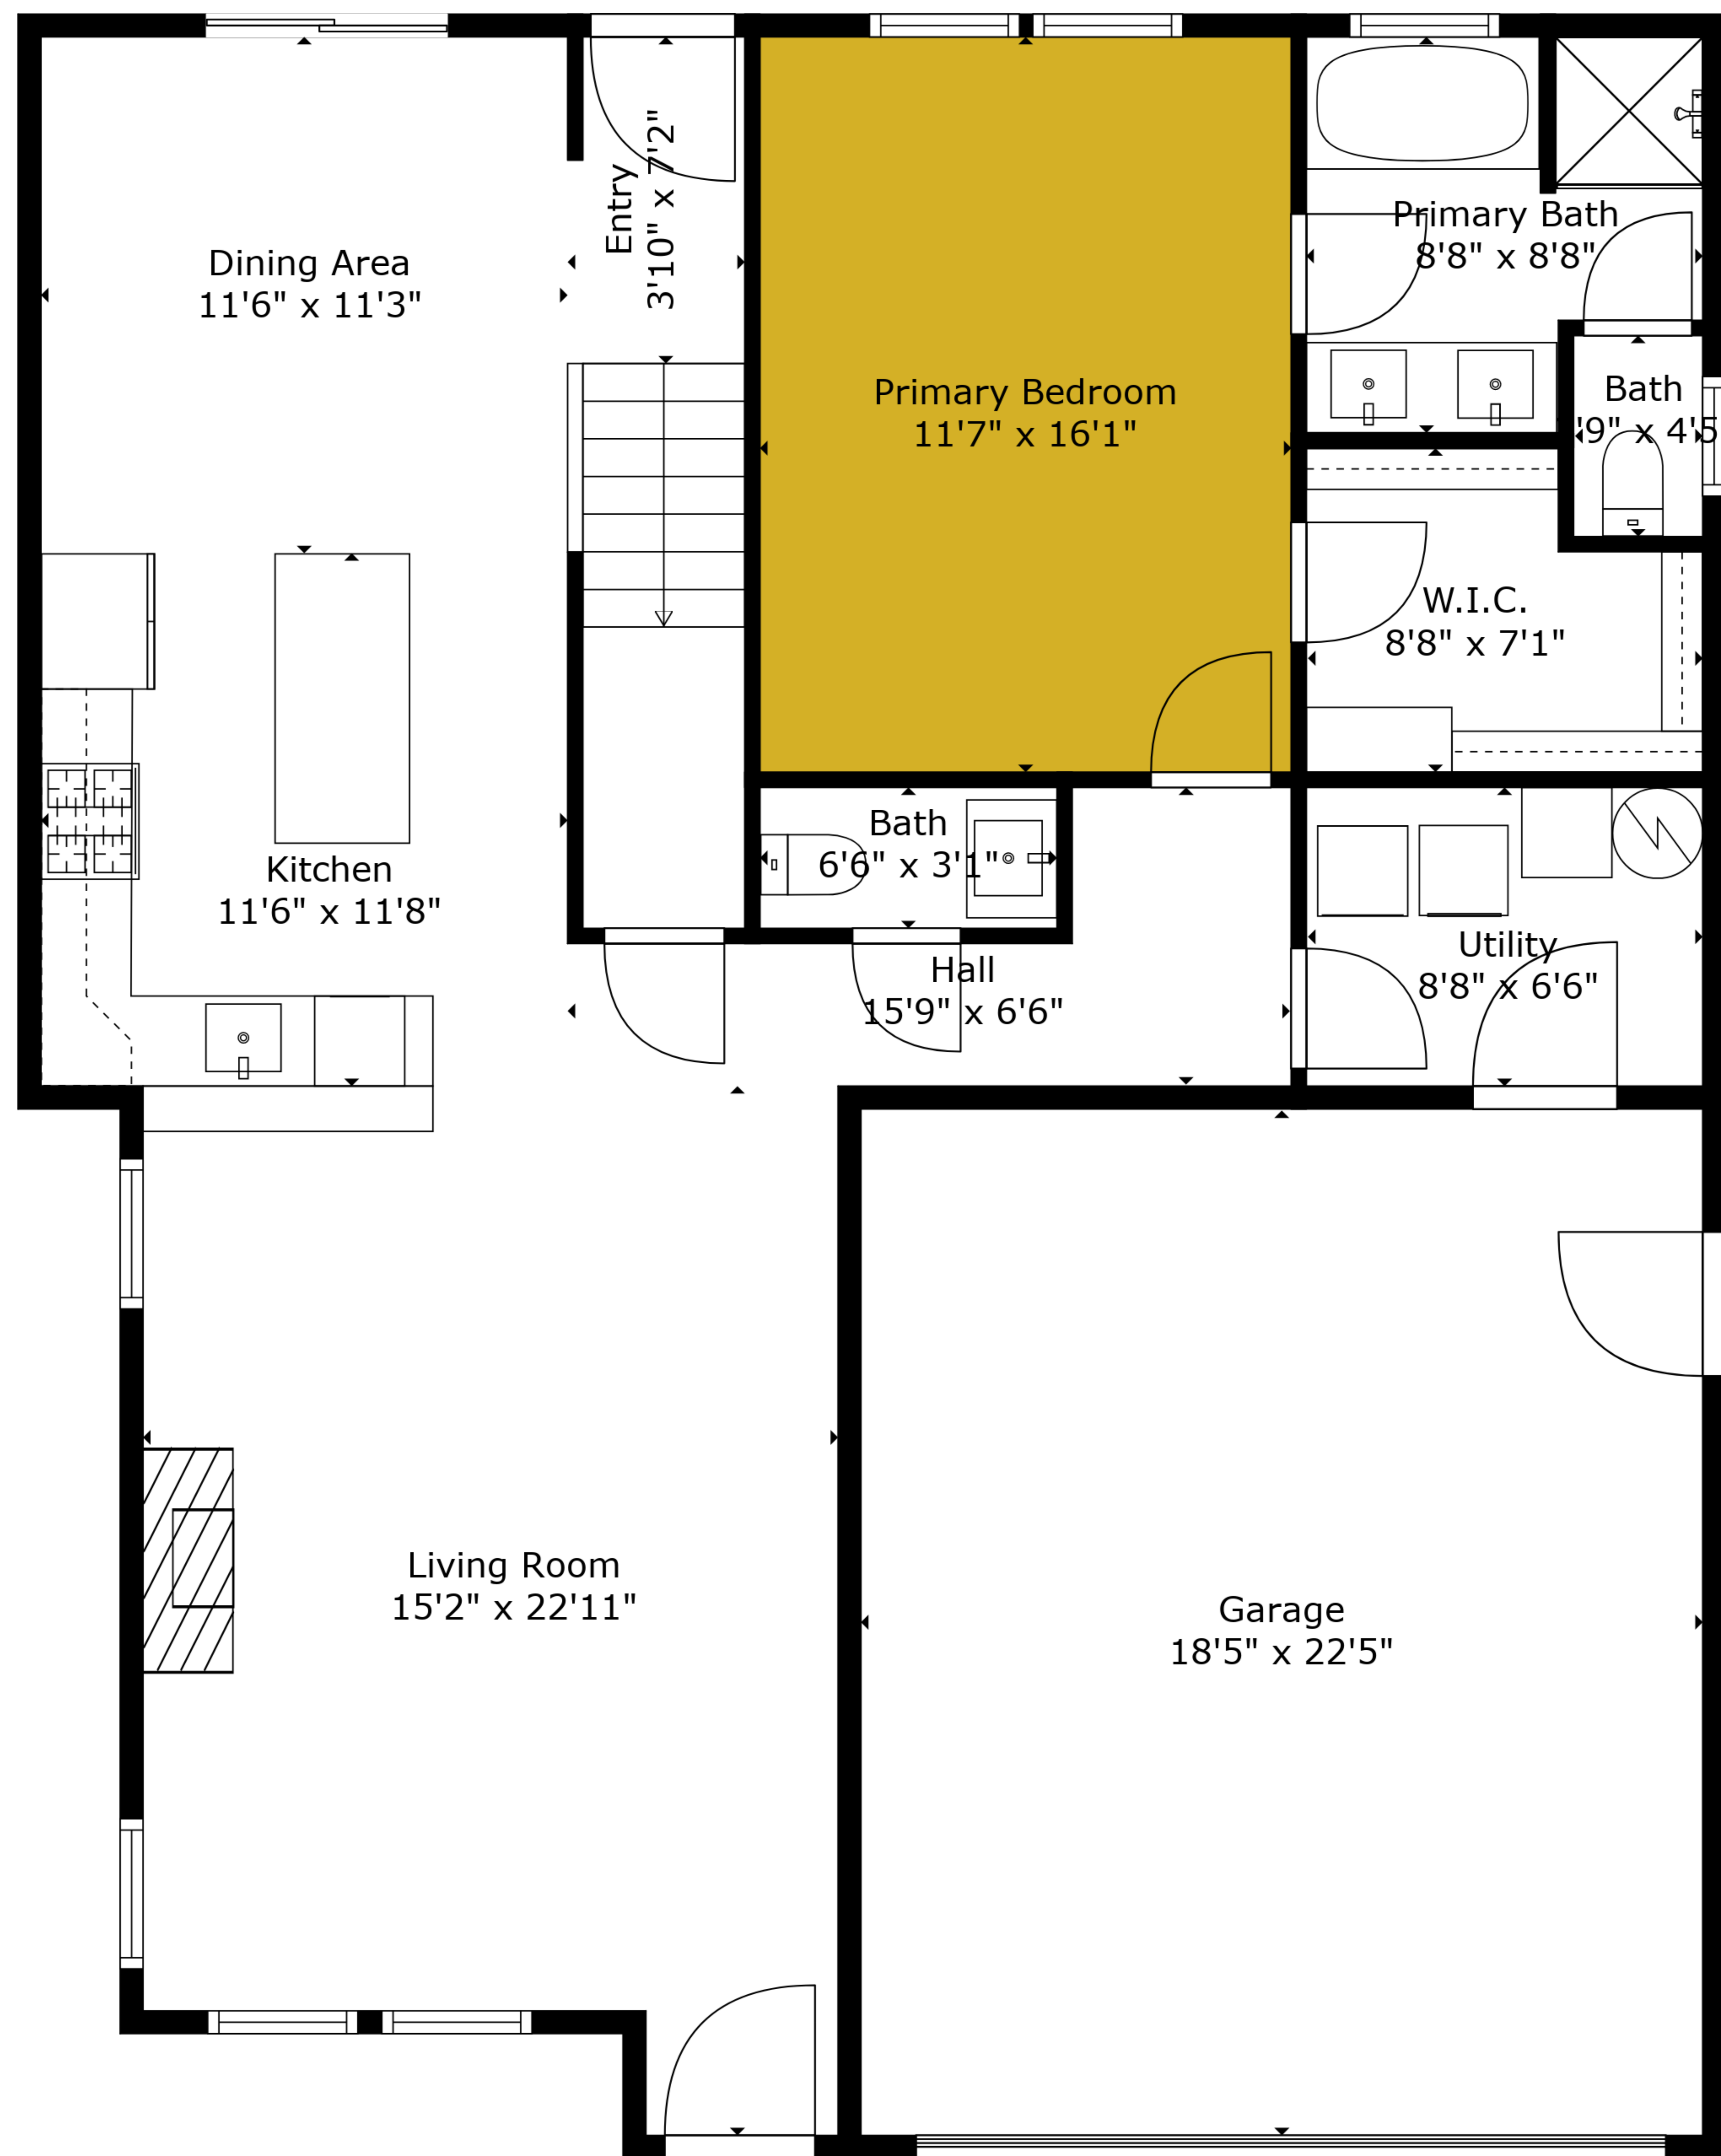 Dining Area
11'6" x 11'3"
Entry
3'10" x 7'2"
Primary Bedroom
11'7" x 16'1"
Primary Bath
8'8" x 8'8"
Bath
'9" x 4'5
W.I.C.
8'8" x 7'1"
Kitchen
11'6" x 11'8"
Bath
6'6" x 3'1"
Hall
15'9" x 6'6"
Utility
8'8" x 6'6"
Living Room
15'2" x 22'11"
Garage
18'5" x 22'5"